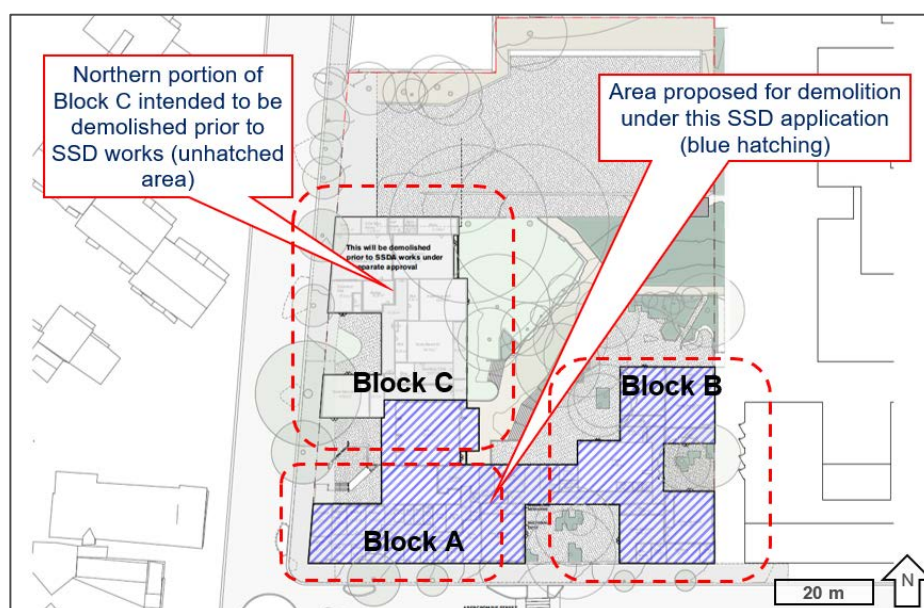 Northern portion of
Block C intended to be
demolished prior to
SSD works (unhatched
area)
Area proposed for demolition
under this SSD application
(blue hatching)
This will be demolished
prior to SSDA works under
separate approval
Block C
Block B
Block A
20 m
N